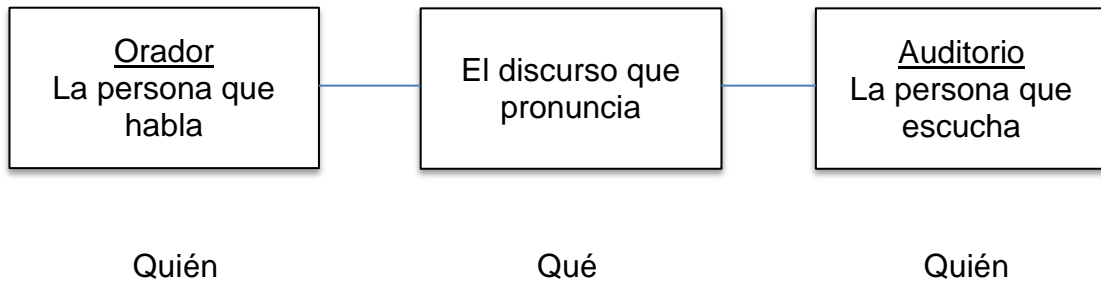 Orador
La persona que
habla
El discurso que
pronuncia
Auditorio
La persona que
escucha
Quién
Qué
Quién